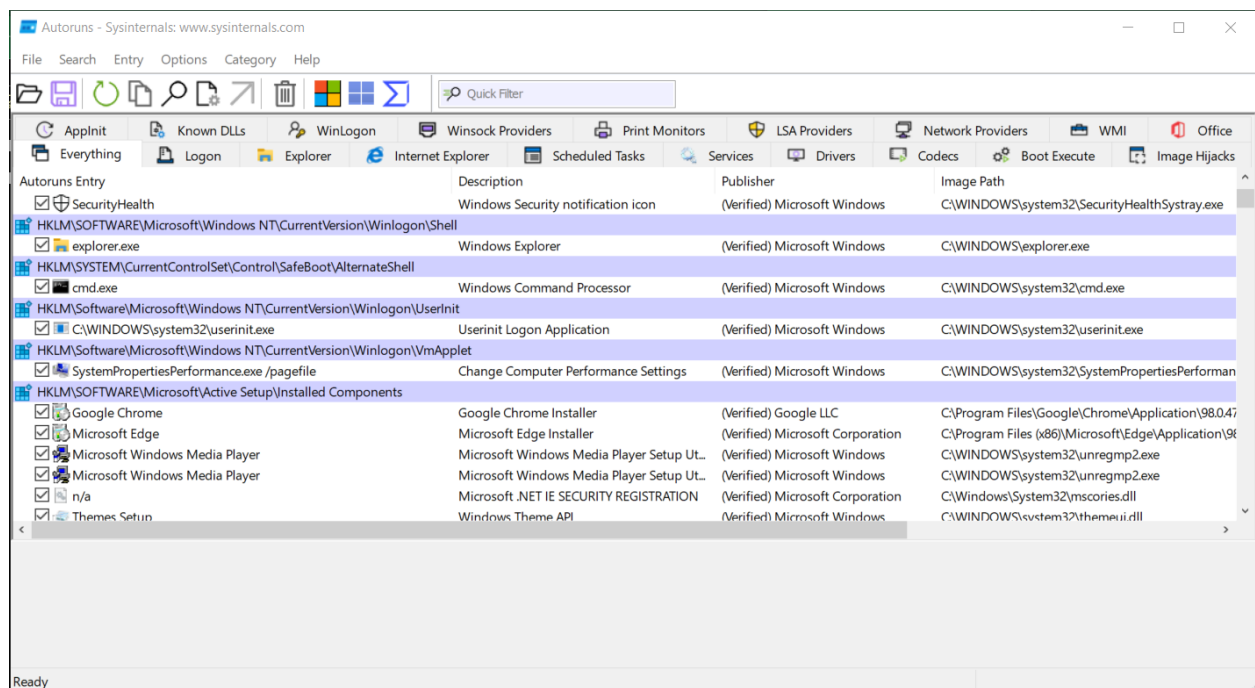 Autoruns - Sysinternals: www.sysinternals.com
File Search Entry Options Category Help
Quick Filter
AppInit Known DLLs WinLogon Winsock Providers Print Monitors LSA Providers Network Providers WMI Office
Everything Logon Explorer Internet Explorer Scheduled Tasks Services Drivers Codecs Boot Execute Image Hijacks
Autoruns Entry Description Publisher Image Path
SecurityHealth Windows Security notification icon (Verified) Microsoft Windows C:\WINDOWS\system32\SecurityHealthSystray.exe
HKLM\SOFTWARE\Microsoft\Windows NT\CurrentVersion\Winlogon\Shell
explorer.exe Windows Explorer (Verified) Microsoft Windows C:\WINDOWS\explorer.exe
HKLM\SYSTEM\CurrentControlSet\Control\SafeBoot\AlternateShell
cmd.exe Windows Command Processor (Verified) Microsoft Windows C:\WINDOWS\system32\cmd.exe
HKLM\Software\Microsoft\Windows NT\CurrentVersion\Winlogon\UserInit
C:\WINDOWS\system32\userinit.exe Userinit Logon Application (Verified) Microsoft Windows C:\WINDOWS\system32\userinit.exe
HKLM\Software\Microsoft\Windows NT\CurrentVersion\Winlogon\VmApplet
SystemPropertiesPerformance.exe /pagefile Change Computer Performance Settings (Verified) Microsoft Windows C:\WINDOWS\system32\SystemPropertiesPerforman
HKLM\SOFTWARE\Microsoft\Active Setup\Installed Components
Google Chrome Google Chrome Installer (Verified) Google LLC C:\Program Files\Google\Chrome\Application\98.0.47
Microsoft Edge Microsoft Edge Installer (Verified) Microsoft Corporation C:\Program Files (x86)\Microsoft\Edge\Application\98
Microsoft Windows Media Player Microsoft Windows Media Player Setup Ut... (Verified) Microsoft Windows C:\WINDOWS\system32\unregmp2.exe
Microsoft Windows Media Player Microsoft Windows Media Player Setup Ut... (Verified) Microsoft Windows C:\WINDOWS\system32\unregmp2.exe
n/a Microsoft .NET IE SECURITY REGISTRATION (Verified) Microsoft Corporation C:\Windows\System32\mscories.dll
Themes Setup Windows Theme API (Verified) Microsoft Windows C:\WINDOWS\system32\themeui.dll
Ready